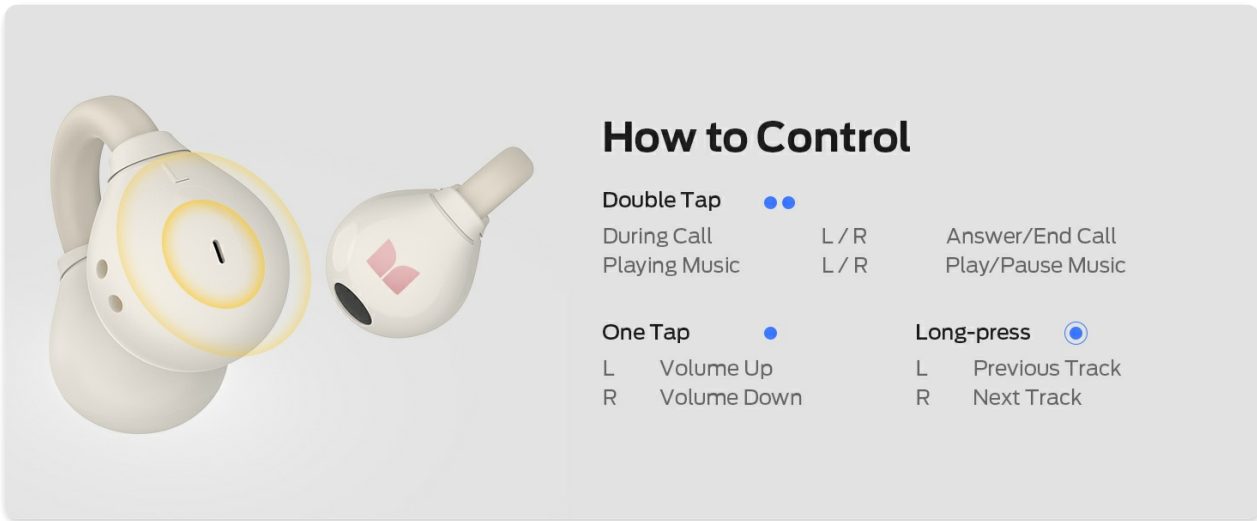 How to Control
Double Tap
During Call L / R Answer/End Call
Playing Music L / R Play/Pause Music
One Tap
L Volume Up
R Volume Down
Long-press
L Previous Track
R Next Track
L